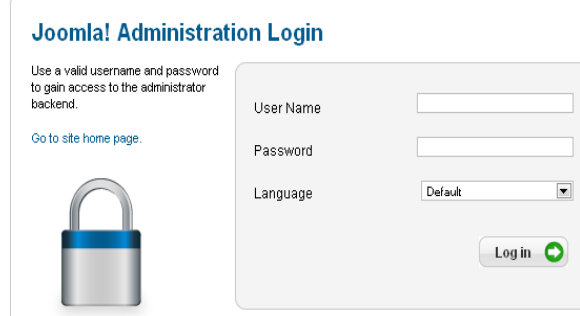 Joomla! Administration Login
Use a valid username and password
to gain access to the administrator
backend.
Go to site home page.
User Name
Password
Language
Default
Log in